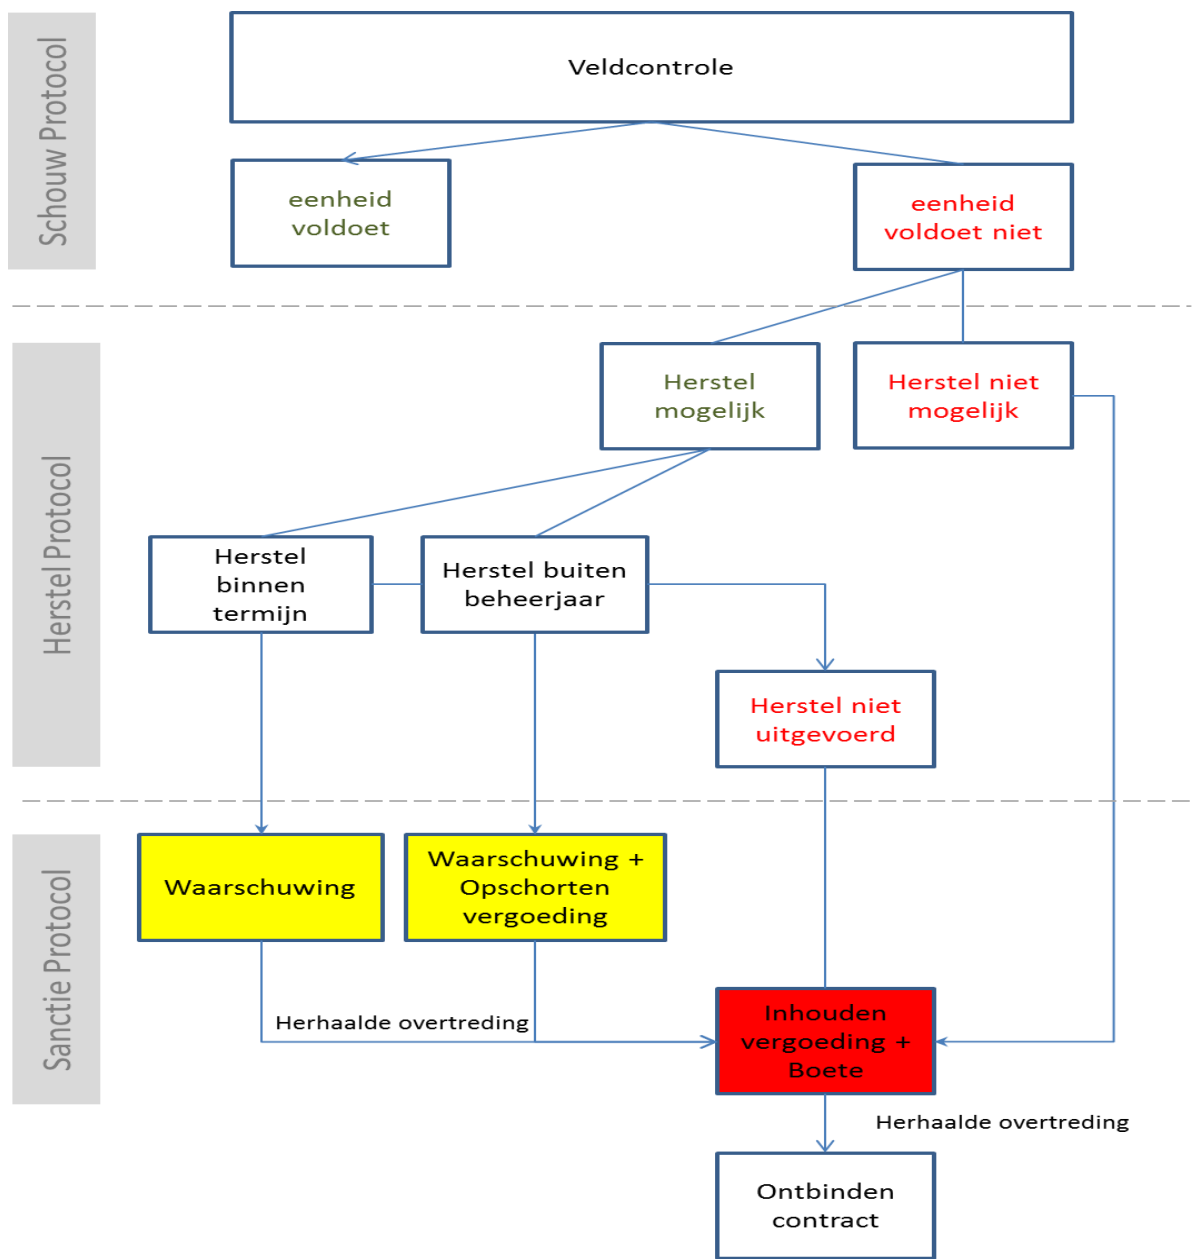 Schouw Protocol
Veldcontrole
eenheid
voldoet
eenheid
voldoet niet
Herstel Protocol
Herstel
mogelijk
Herstel niet
mogelijk
Herstel
binnen
termijn
Herstel buiten
beheerjaar
Herstel niet
uitgevoerd
Sanctie Protocol
Waarschuwing
Waarschuwing +
Opschorten
vergoeding
Herhaalde overtreding
Inhouden
vergoeding +
Boete
Herhaalde overtreding
Ontbinden
contract